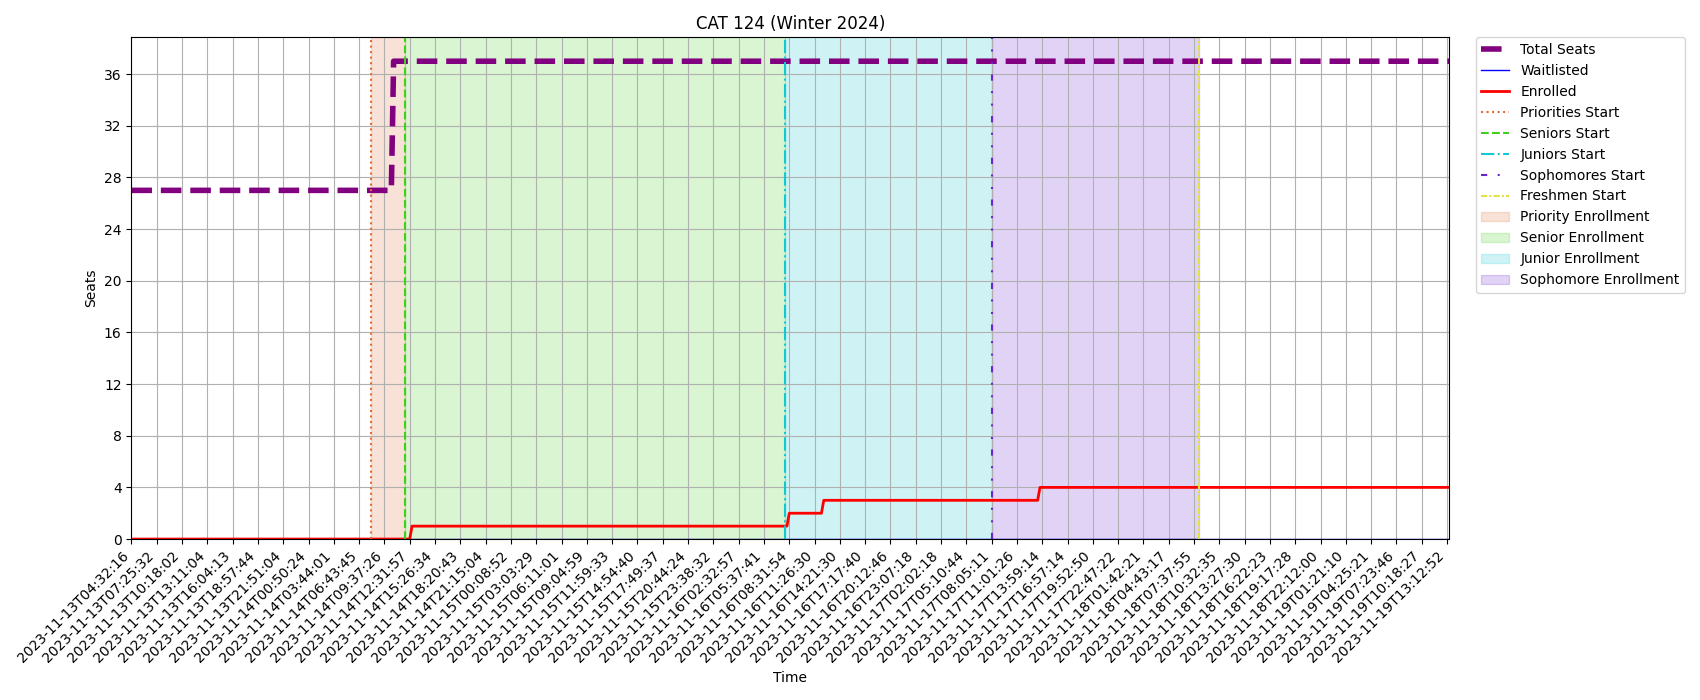 CAT 124 (Winter 2024)
Seats
36
32
28
24
20
16
12
8
4
0
2023-11-13T04:32:16
2023-11-13T07:25:32
2023-11-13T10:18:02
2023-11-13T13:11:04
2023-11-13T16:04:13
2023-11-13T18:57:44
2023-11-13T21:51:04
2023-11-14T00:50:24
2023-11-14T03:44:01
2023-11-14T06:43:45
2023-11-14T09:37:26
2023-11-14T12:31:57
2023-11-14T15:26:34
2023-11-14T18:20:43
2023-11-14T21:15:04
2023-11-15T00:08:52
2023-11-15T03:03:29
2023-11-15T06:11:01
2023-11-15T09:04:59
2023-11-15T11:59:33
2023-11-15T14:54:40
2023-11-15T17:49:37
2023-11-15T20:44:24
2023-11-15T23:38:32
2023-11-16T02:32:57
2023-11-16T05:37:41
2023-11-16T08:31:54
2023-11-16T11:26:30
2023-11-16T14:21:30
2023-11-16T17:17:40
2023-11-16T20:12:46
2023-11-16T23:07:18
2023-11-17T02:02:18
2023-11-17T05:10:44
2023-11-17T08:05:11
2023-11-17T11:01:26
2023-11-17T13:59:14
2023-11-17T16:57:14
2023-11-17T19:52:50
2023-11-17T22:47:22
2023-11-18T01:42:21
2023-11-18T04:43:17
2023-11-18T07:37:55
2023-11-18T10:32:35
2023-11-18T13:27:30
2023-11-18T16:22:23
2023-11-18T19:17:28
2023-11-18T22:12:00
2023-11-19T01:21:10
2023-11-19T04:25:21
2023-11-19T07:23:46
2023-11-19T10:18:27
2023-11-19T13:12:52
Time
Total Seats
Waitlisted
Enrolled
Priorities Start
Seniors Start
Juniors Start
Sophomores Start
Freshmen Start
Priority Enrollment
Senior Enrollment
Junior Enrollment
Sophomore Enrollment